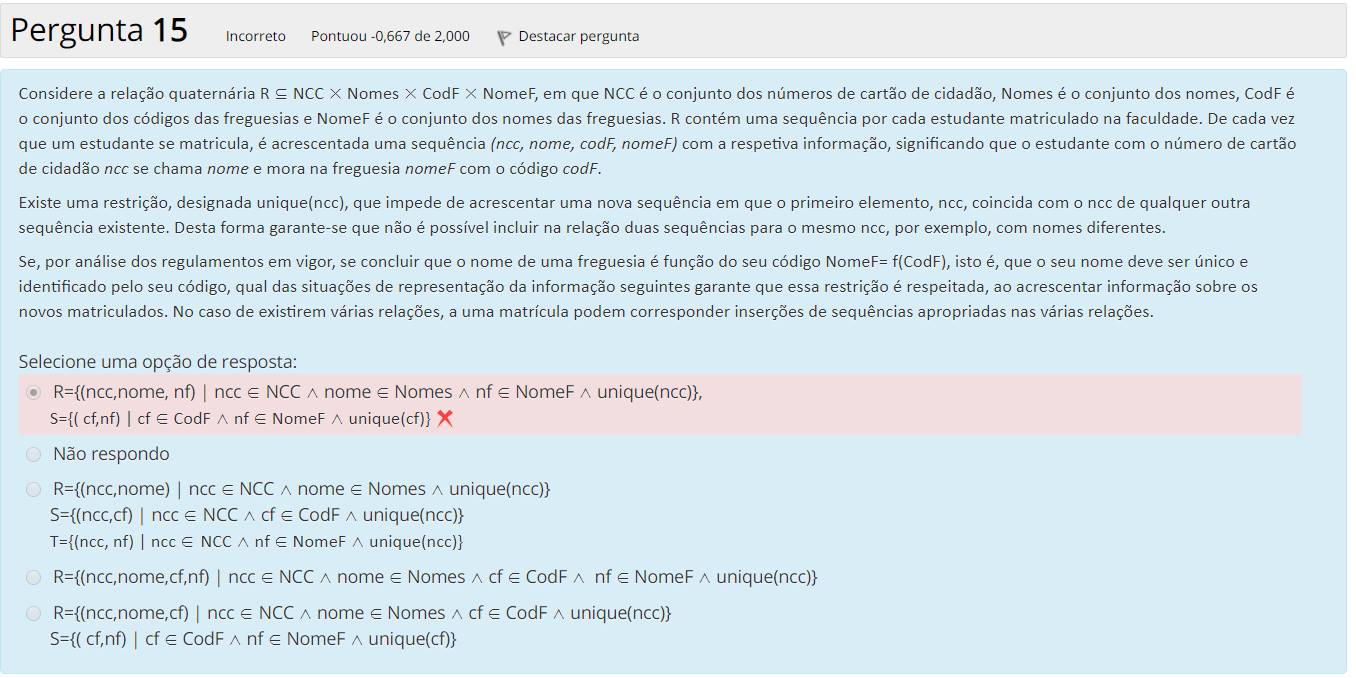 Pergunta 15 Incorreto Pontuou -0,667 de 2,000 Destacar pergunta
Considere a relação quaternária R ⊆ NCC × Nomes × CodF × NomeF, em que NCC é o conjunto dos números de cartão de cidadão, Nomes é o conjunto dos nomes, CodF é
o conjunto dos códigos das freguesias e NomeF é o conjunto dos nomes das freguesias. R contém uma sequência por cada estudante matriculado na faculdade. De cada vez
que um estudante se matricula, é acrescentada uma sequência (ncc, nome, codF, nomeF) com a respetiva informação, significando que o estudante com o número de cartão
de cidadão ncc se chama nome e mora na freguesia nomeF com o código codF.
Existe uma restrição, designada unique(ncc), que impede de acrescentar uma nova sequência em que o primeiro elemento, ncc, coincida com o ncc de qualquer outra
sequência existente. Desta forma garante-se que não é possível incluir na relação duas sequências para o mesmo ncc, por exemplo, com nomes diferentes.
Se, por análise dos regulamentos em vigor, se concluir que o nome de uma freguesia é função do seu código NomeF= f(CodF), isto é, que o seu nome deve ser único e
identificado pelo seu código, qual das situações de representação da informação seguintes garante que essa restrição é respeitada, ao acrescentar informação sobre os
novos matriculados. No caso de existirem várias relações, a uma matrícula podem corresponder inserções de sequências apropriadas nas várias relações.
Selecione uma opção de resposta:
R={(ncc,nome, nf) | ncc ∈ NCC ∧ nome ∈ Nomes ∧ nf ∈ NomeF ∧ unique(ncc)},
S={( cf,nf) | cf ∈ CodF ∧ nf ∈ NomeF ∧ unique(cf)}
Não respondo
R={(ncc,nome) | ncc ∈ NCC ∧ nome ∈ Nomes ∧ unique(ncc)}
S={(ncc,cf) | ncc ∈ NCC ∧ cf ∈ CodF ∧ unique(ncc)}
T={(ncc, nf) | ncc ∈ NCC ∧ nf ∈ NomeF ∧ unique(ncc)}
R={(ncc,nome,cf,nf) | ncc ∈ NCC ∧ nome ∈ Nomes ∧ cf ∈ CodF ∧ nf ∈ NomeF ∧ unique(ncc)}
R={(ncc,nome,cf) | ncc ∈ NCC ∧ nome ∈ Nomes ∧ cf ∈ CodF ∧ unique(ncc)}
S={( cf,nf) | cf ∈ CodF ∧ nf ∈ NomeF ∧ unique(cf)}